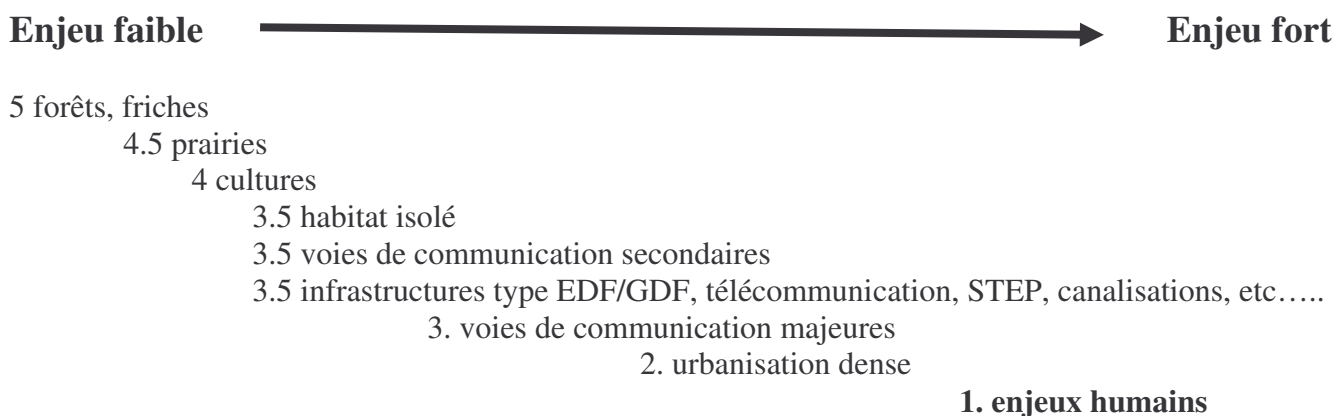 Enjeu faible Enjeu fort
5 forêts, friches
4.5 prairies
4 cultures
3.5 habitat isolé
3.5 voies de communication secondaires
3.5 infrastructures type EDF/GDF, télécommunication, STEP, canalisations, etc…..
3. voies de communication majeures
2. urbanisation dense
1. enjeux humains